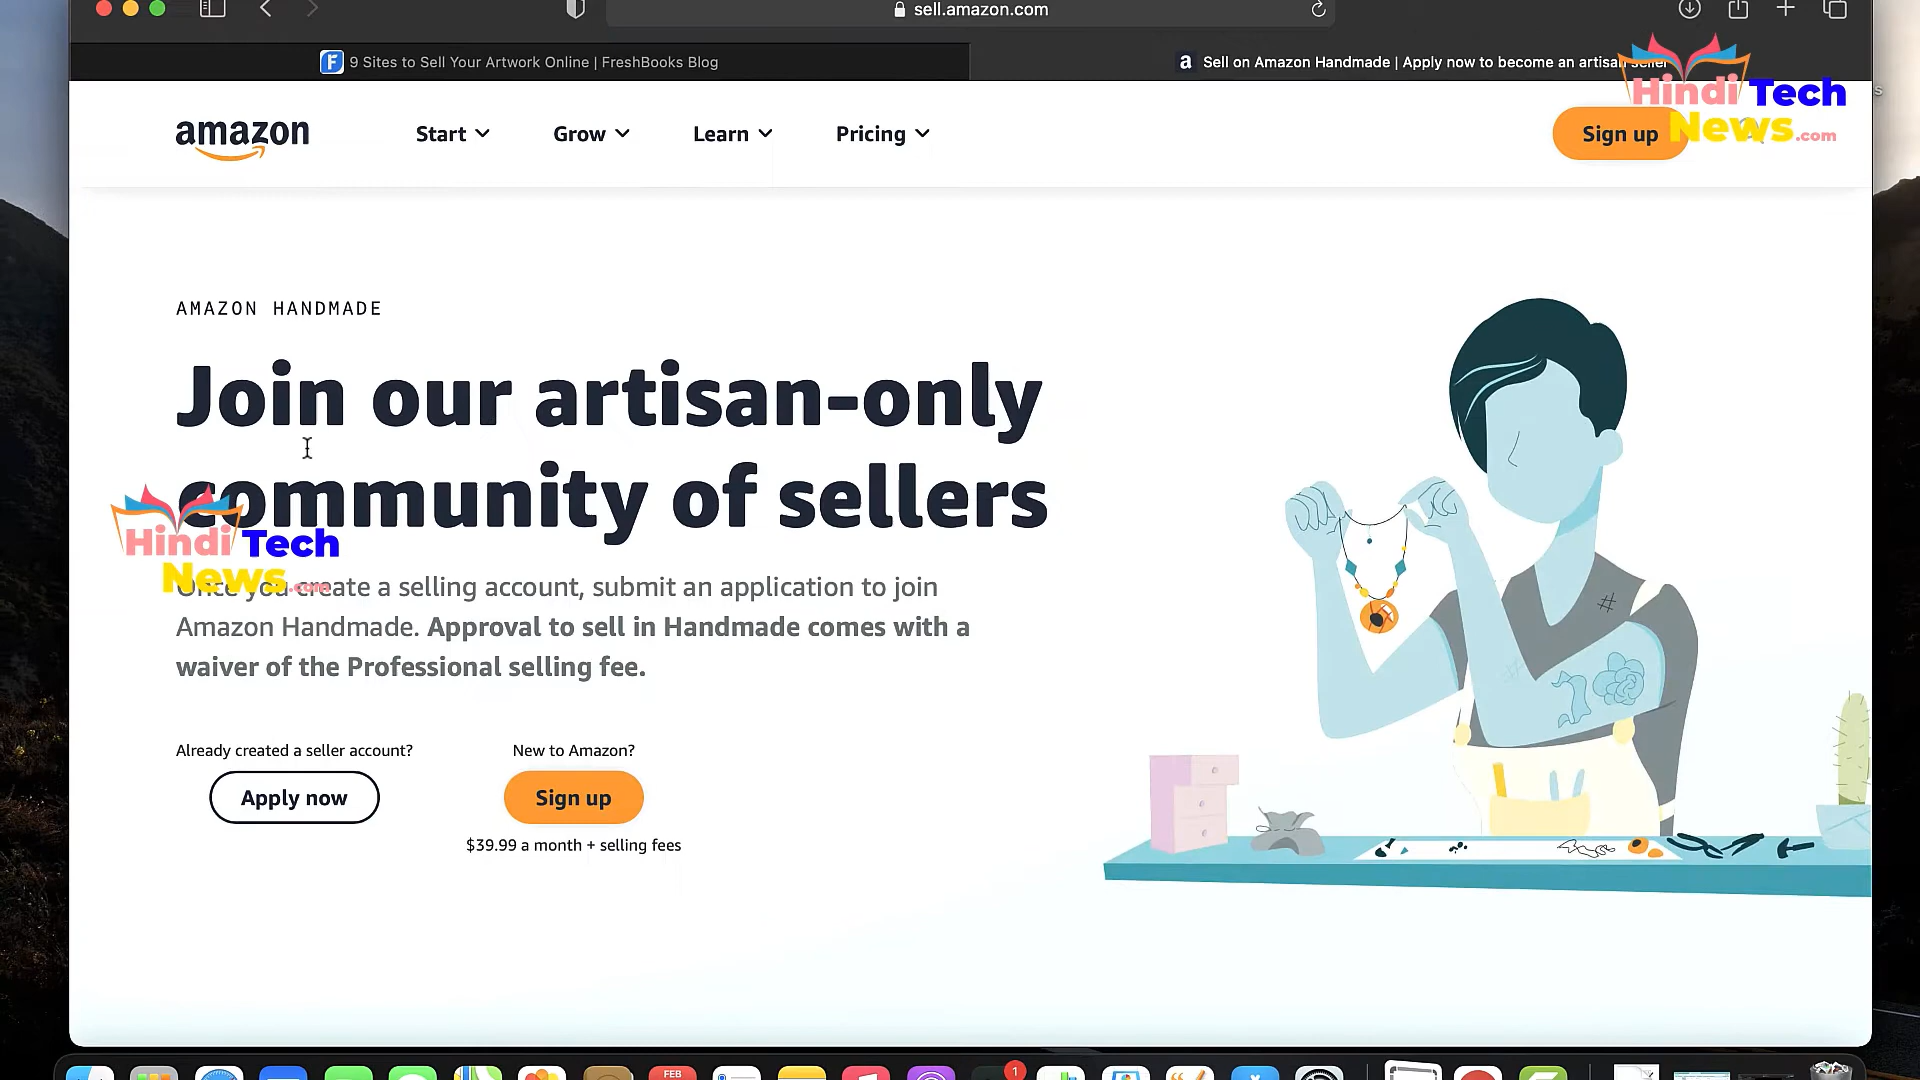 sell.amazon.com
9 Sites to Sell Your Artwork Online | FreshBooks Blog
a Sell on Amazon Handmade | Apply now to become an artisan seller
Hindi Tech
News.com
amazon
Start
Grow
Learn
Pricing
Sign up
AMAZON HANDMADE
Join our artisan-only
community of sellers
Hindi Tech
News.com
Once you create a selling account, submit an application to join
Amazon Handmade. Approval to sell in Handmade comes with a
waiver of the Professional selling fee.
Already created a seller account?
New to Amazon?
Apply now
Sign up
$39.99 a month + selling fees
1
FEB